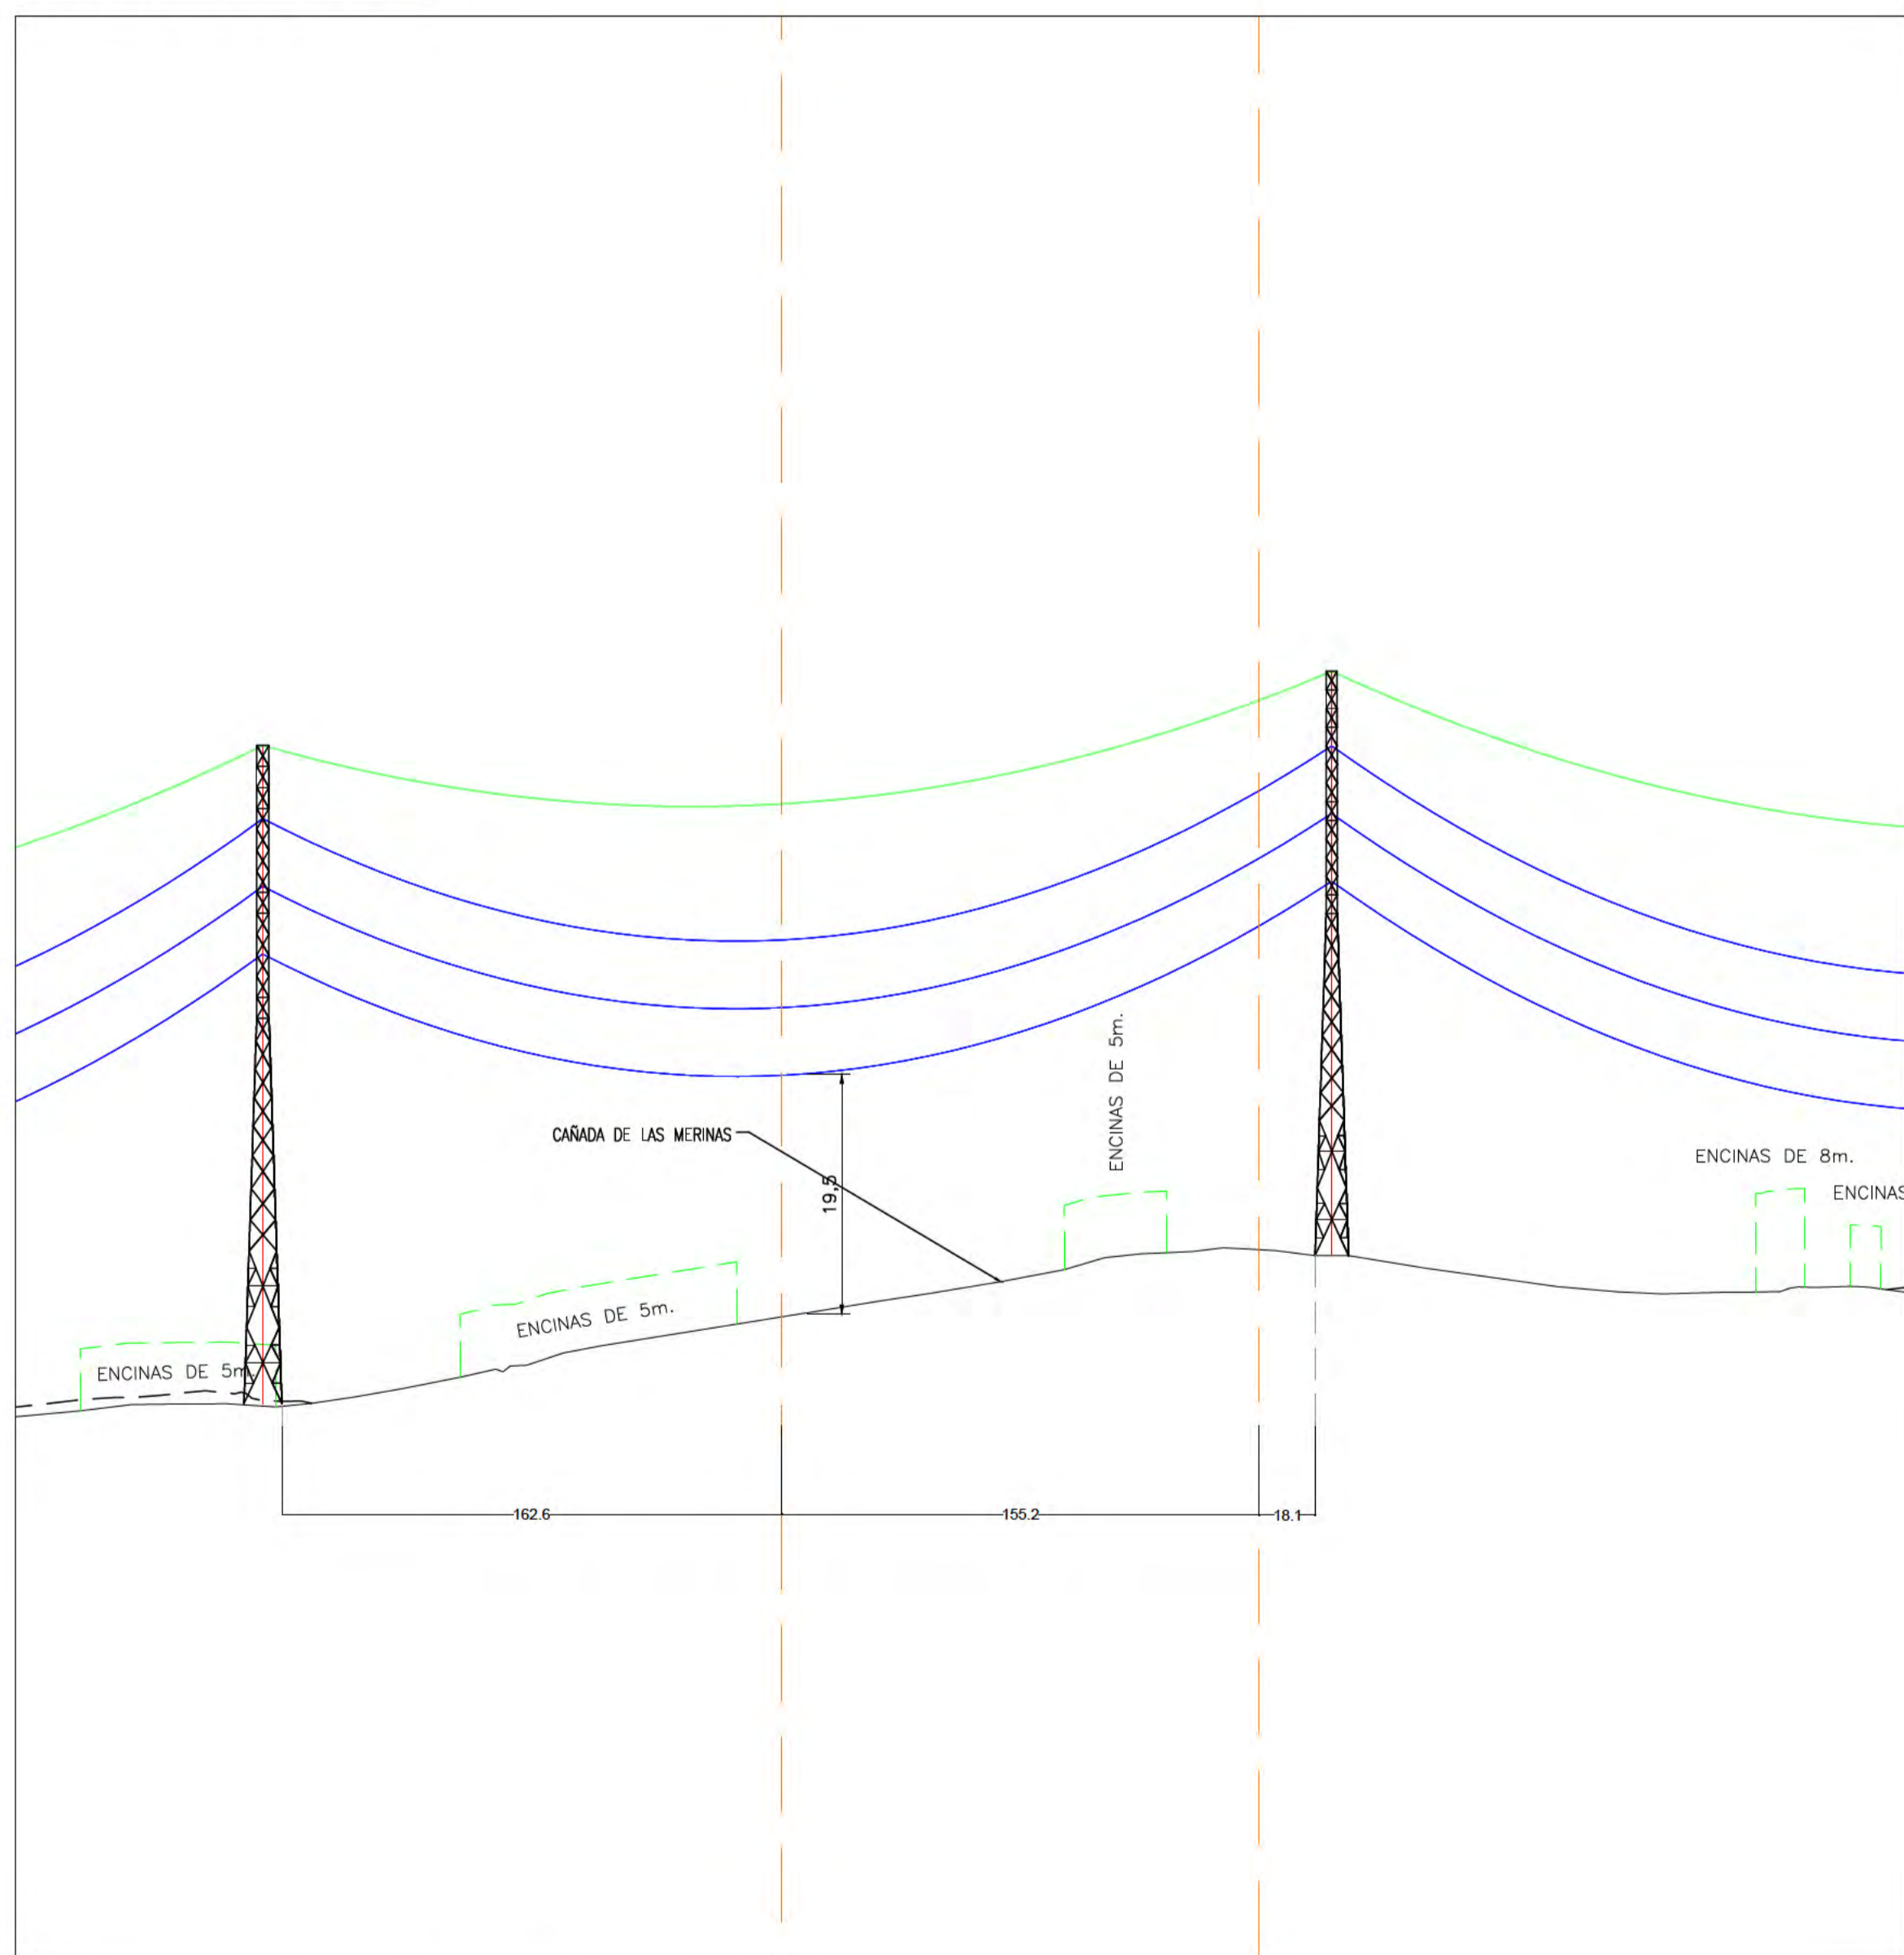 ENCINAS DE 5m.
CAÑADA DE LAS MERINAS
19,5
ENCINAS DE 8m.
ENCINAS
ENCINAS DE 5m.
ENCINAS DE 5m.
162.6
155.2
18.1